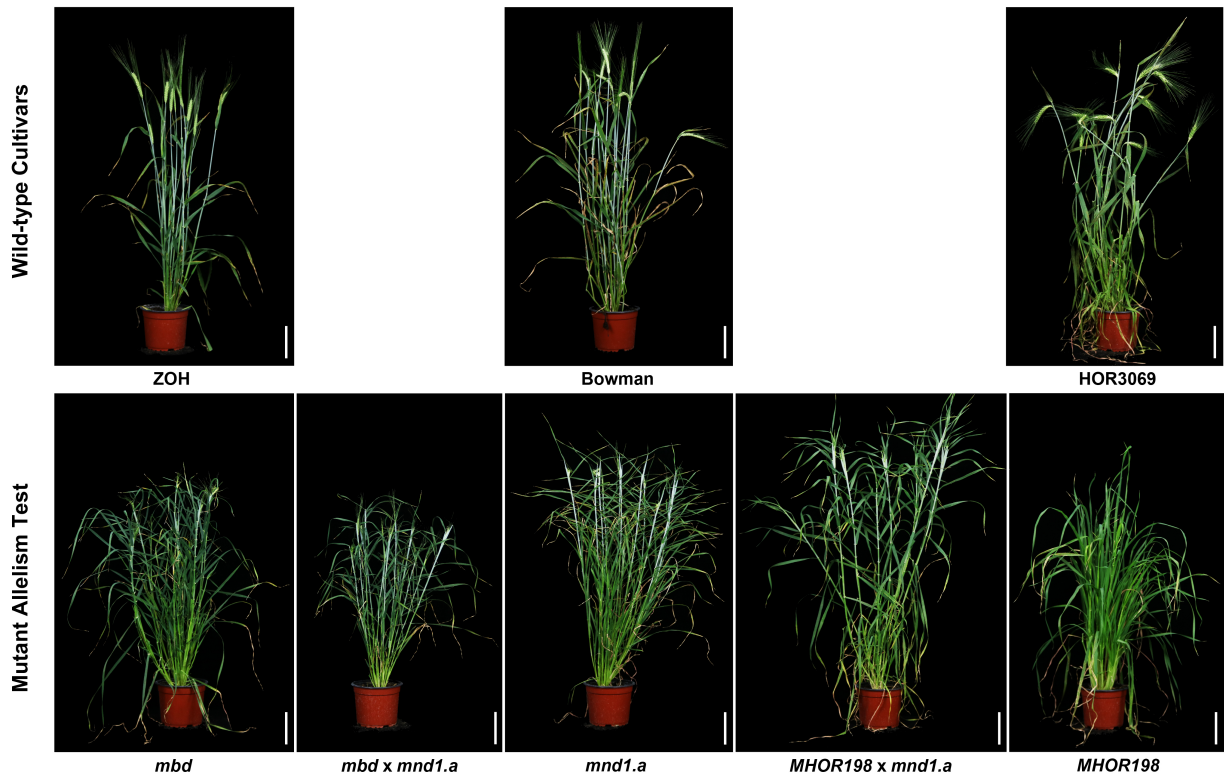 Wild-type Cultivars
ZOH
Bowman
HOR3069
Mutant Allelism Test
mbd
mbd x mnd1.a
mnd1.a
MHOR198 x mnd1.a
MHOR198